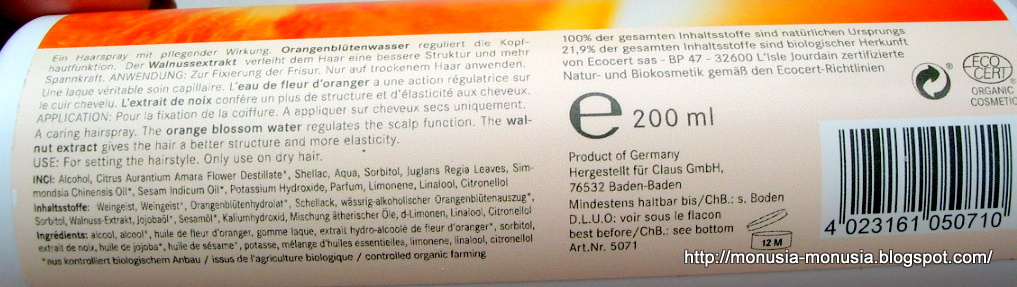 Ein Haarspray mit pflegender Wirkung. Orangenblütenwasser reguliert die Kopf-
hautfunktion. Der Walnussextrakt verleiht dem Haar eine bessere Struktur und mehr
Spannkraft. ANWENDUNG: Zur Fixierung der Frisur. Nur auf trockenem Haar anwenden.
Une laque véritable soin capillaire. L'eau de fleur d'oranger a une action régulatrice sur
le cuir chevelu. L'extrait de noix confère un plus de structure et d'élasticité aux cheveux.
APPLICATION: Pour la fixation de la coiffure. A appliquer sur cheveux secs uniquement.
A caring hairspray. The orange blossom water regulates the scalp function. The wal-
nut extract gives the hair a better structure and more elasticity.
USE: For setting the hairstyle. Only use on dry hair.
INCI: Alcohol, Citrus Aurantium Amara Flower Destillate*, Shellac, Aqua, Sorbitol, Juglans Regia Leaves, Sim-
mondsia Chinensis Oil*, Sesam Indicum Oil*, Potassium Hydroxide, Parfum, Limonene, Linalool, Citronellol
Inhaltsstoffe: Weingeist, Weingeist*, Orangenblütenhydrolat*, Schellack, wässrig-alkoholischer Orangenblütenauszug*,
Sorbitol, Walnuss-Extrakt, Jojobaöl*, Sesamöl*, Kaliumhydroxid, Mischung ätherischer Öle, d-Limonen, Linalool, Citronellol
Ingrédients: alcool, alcool*, huile de fleur d'oranger, gomme laque, extrait hydro-alcoolé de fleur d'oranger*, sorbitol,
extrait de noix, huile de jojoba*, huile de sésame*, potasse, mélange d'huiles essentielles, limonene, linalool, citronellol
*aus kontrolliert biologischem Anbau / issus de l'agriculture biologique / controlled organic farming
100% der gesamten Inhaltsstoffe sind natürlichen Ursprungs
21,9% der gesamten Inhaltsstoffe sind biologischer Herkunft
von Ecocert sas - BP 47 - 32600 L'Isle Jourdain zertifizierte
Natur- und Biokosmetik gemäß den Ecocert-Richtlinien
ECO
CERT
ORGANIC
COSMETIC
e 200 ml
Product of Germany
Hergestellt für Claus GmbH,
76532 Baden-Baden
Mindestens haltbar bis/ChB.: s. Boden
D.L.U.O: voir sous le flacon
best before/ChB.: see bottom
Art.Nr. 5071
12 M
4 023161 050710
http://monusia-monusia.blogspot.com/